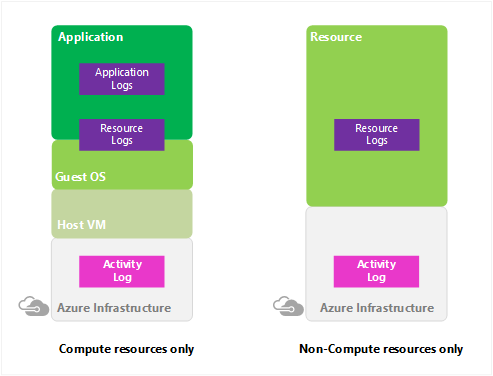 Application
Application
Logs
Resource
Logs
Guest OS
Host VM
Activity
Log
Azure Infrastructure
Compute resources only
Resource
Resource
Logs
Activity
Log
Azure Infrastructure
Non-Compute resources only